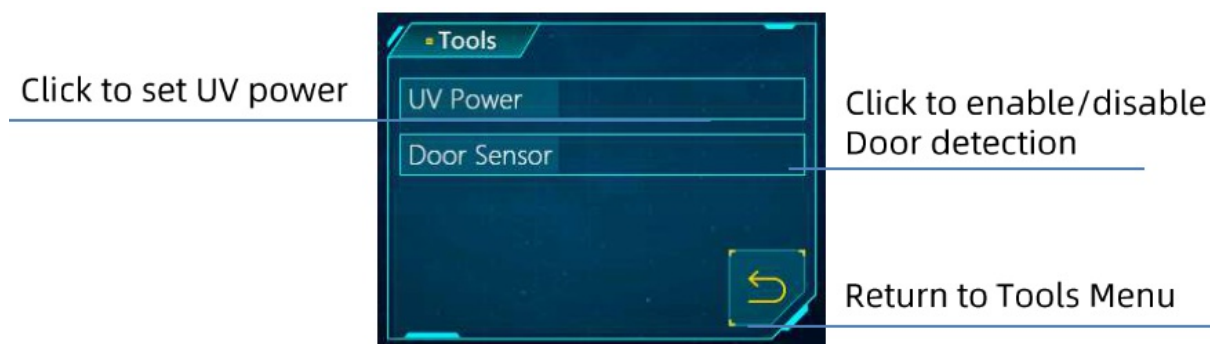 Tools
Click to set UV power
UV Power
Click to enable/disable
Door detection
Door Sensor
Return to Tools Menu